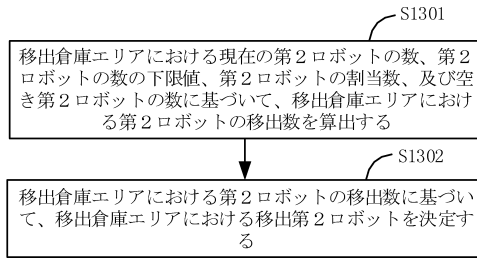 S1301
移出倉庫エリアにおける現在の第２ロボットの数、第２
ロボットの数の下限値、第２ロボットの割当数、及び空
き第２ロボットの数に基づいて、移出倉庫エリアにおけ
る第２ロボットの移出数を算出する
S1302
移出倉庫エリアにおける第２ロボットの移出数に基づい
て、移出倉庫エリアにおける移出第２ロボットを決定す
る